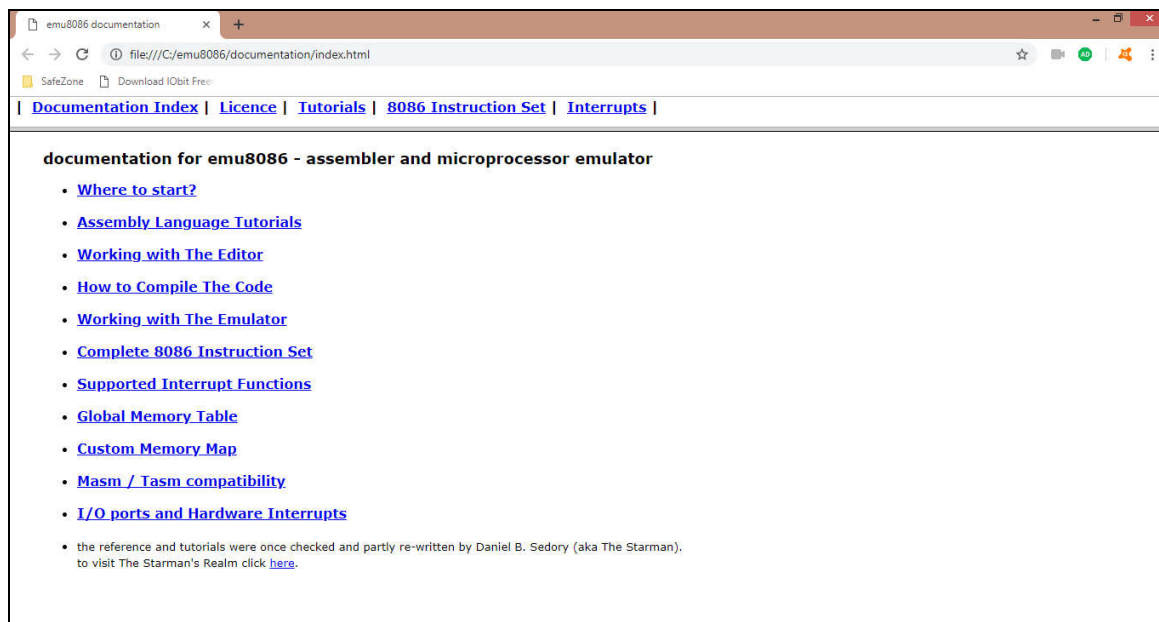 emu8086 documentation
file:///C:/emu8086/documentation/index.html
AD
SafeZone Download IObit Free
| Documentation Index | Licence | Tutorials | 8086 Instruction Set | Interrupts |
documentation for emu8086 - assembler and microprocessor emulator
• Where to start?
• Assembly Language Tutorials
• Working with The Editor
• How to Compile The Code
• Working with The Emulator
• Complete 8086 Instruction Set
• Supported Interrupt Functions
• Global Memory Table
• Custom Memory Map
• Masm / Tasm compatibility
• I/O ports and Hardware Interrupts
• the reference and tutorials were once checked and partly re-written by Daniel B. Sedory (aka The Starman).
to visit The Starman's Realm click here.